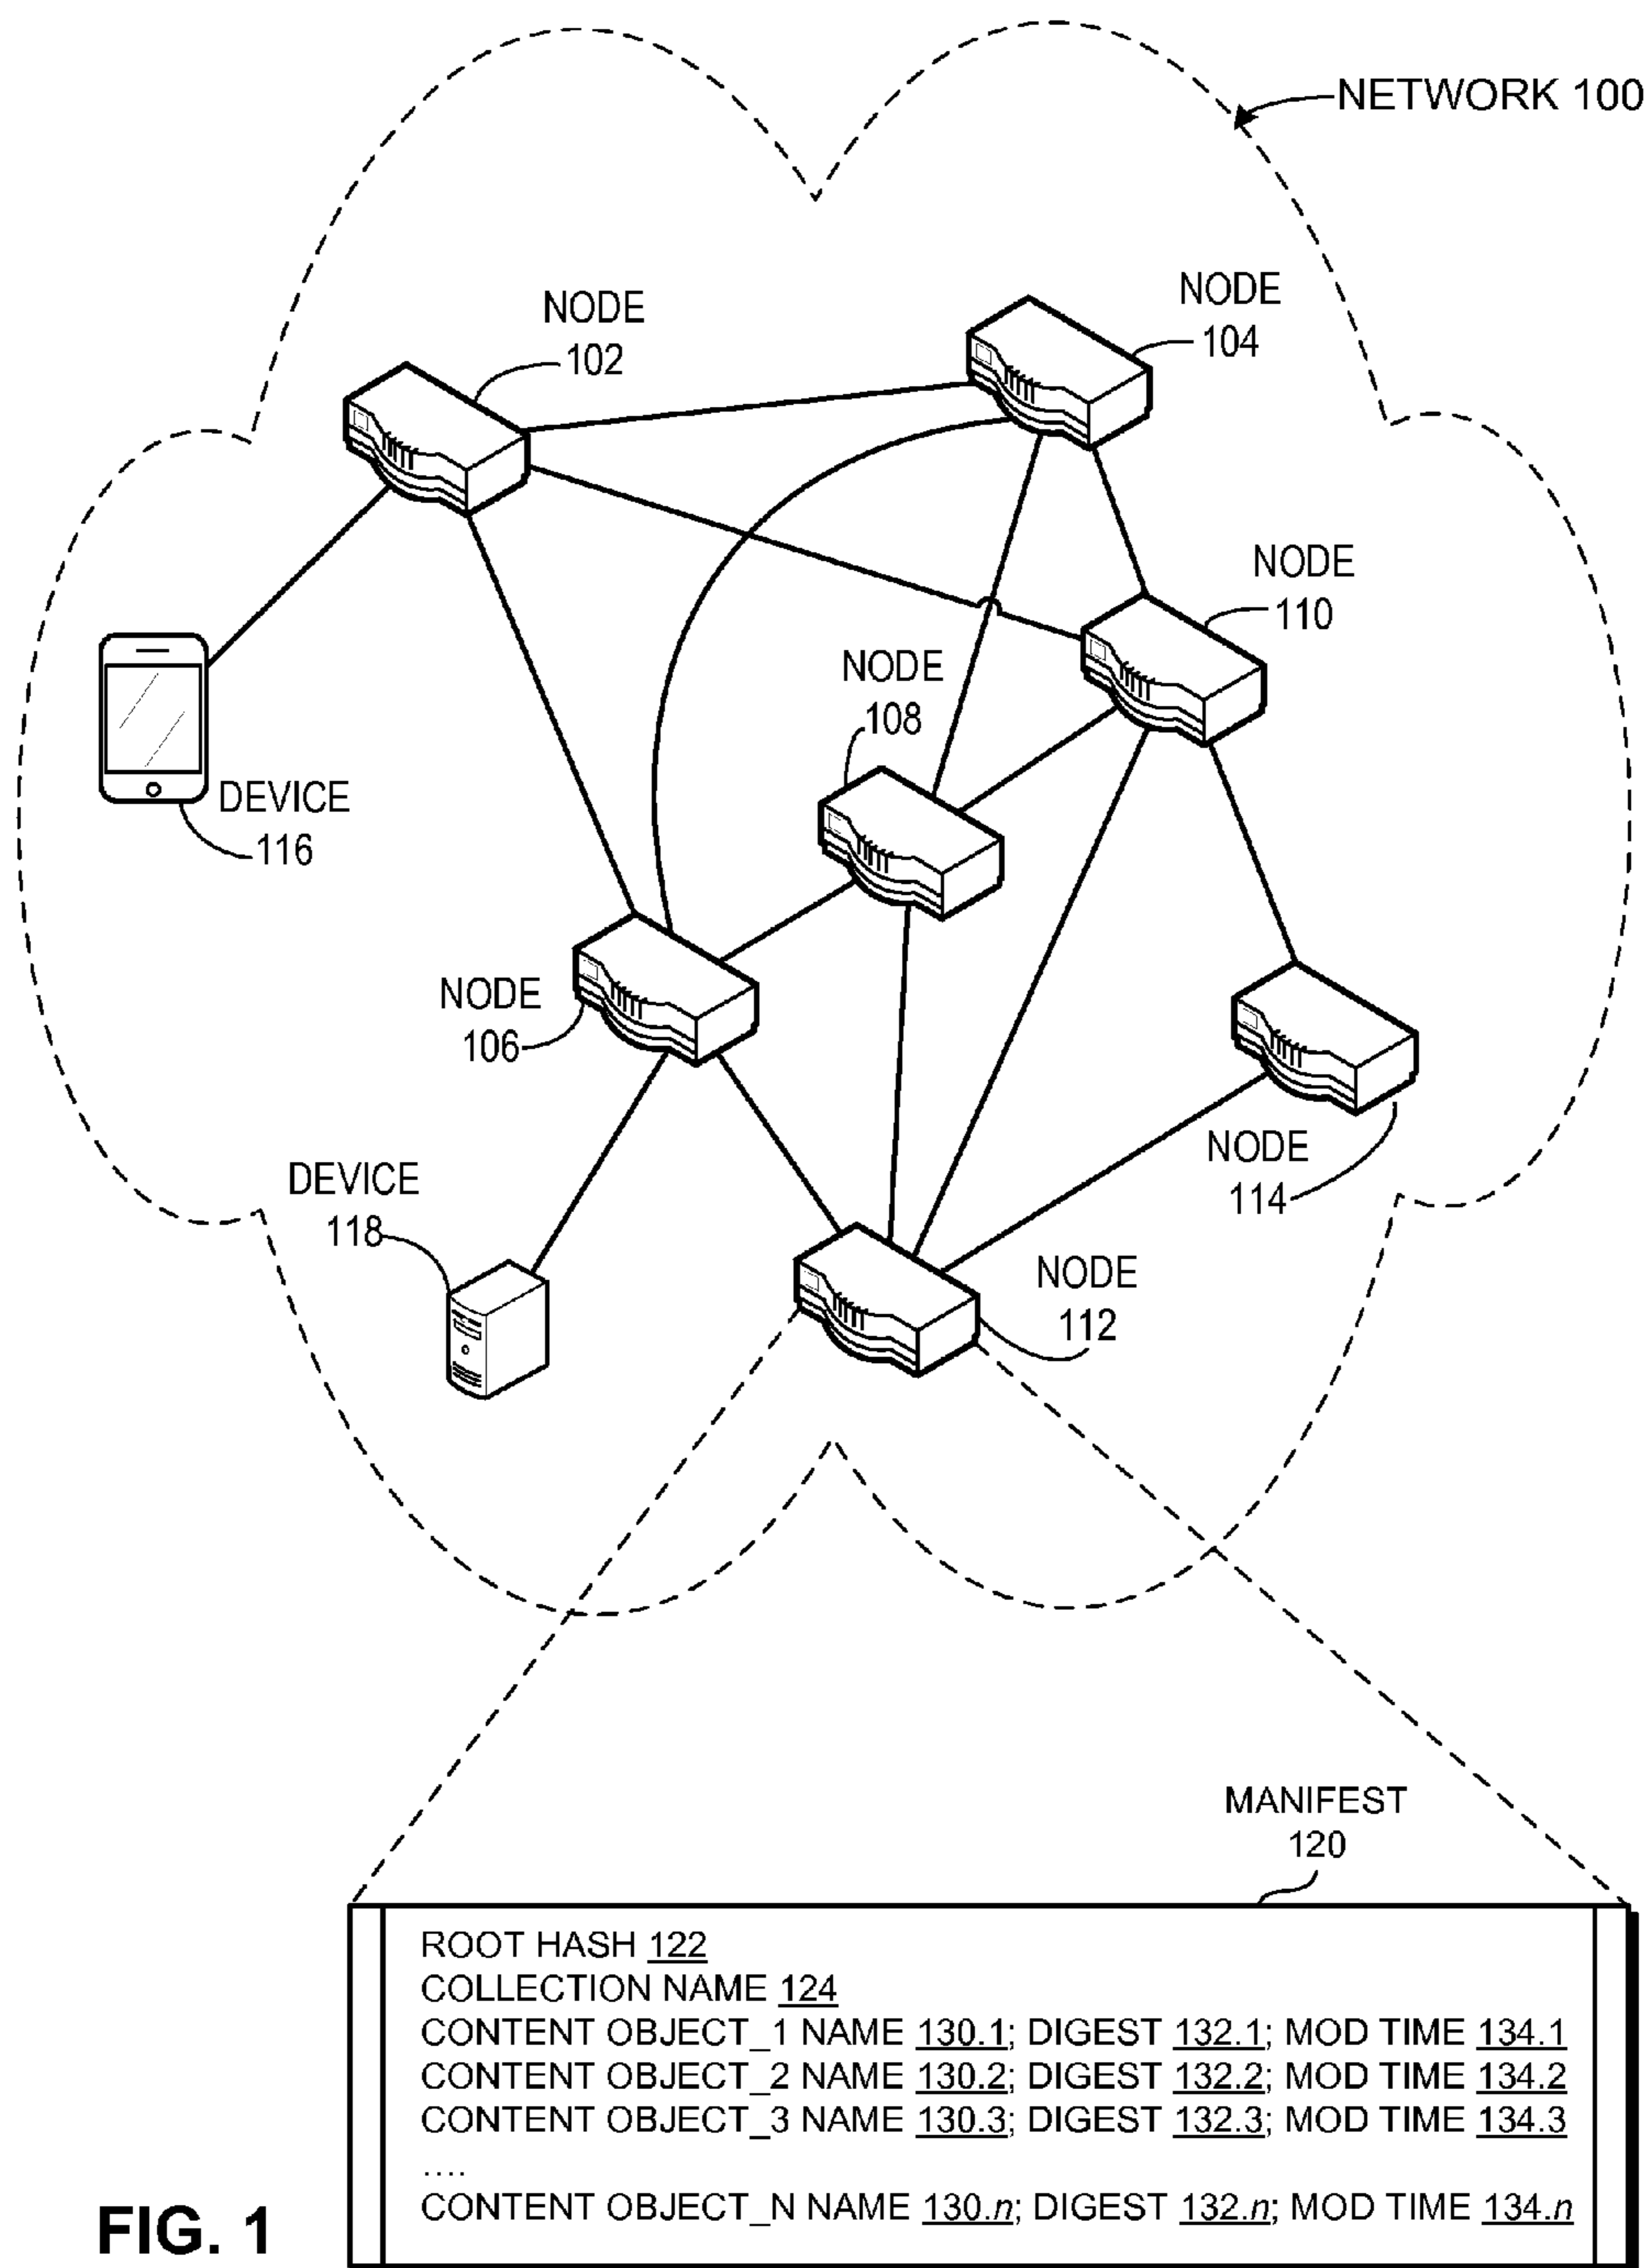 NETWORK 100
NODE
104
NODE
102
NODE
110
NODE
108
DEVICE
116
NODE
106
NODE
114
DEVICE
118
NODE
112
MANIFEST
120
ROOT HASH 122
COLLECTION NAME 124
CONTENT OBJECT_1 NAME 130.1; DIGEST 132.1; MOD TIME 134.1
CONTENT OBJECT_2 NAME 130.2; DIGEST 132.2; MOD TIME 134.2
CONTENT OBJECT_3 NAME 130.3; DIGEST 132.3; MOD TIME 134.3
....
CONTENT OBJECT_N NAME 130.n; DIGEST 132.n; MOD TIME 134.n
FIG. 1